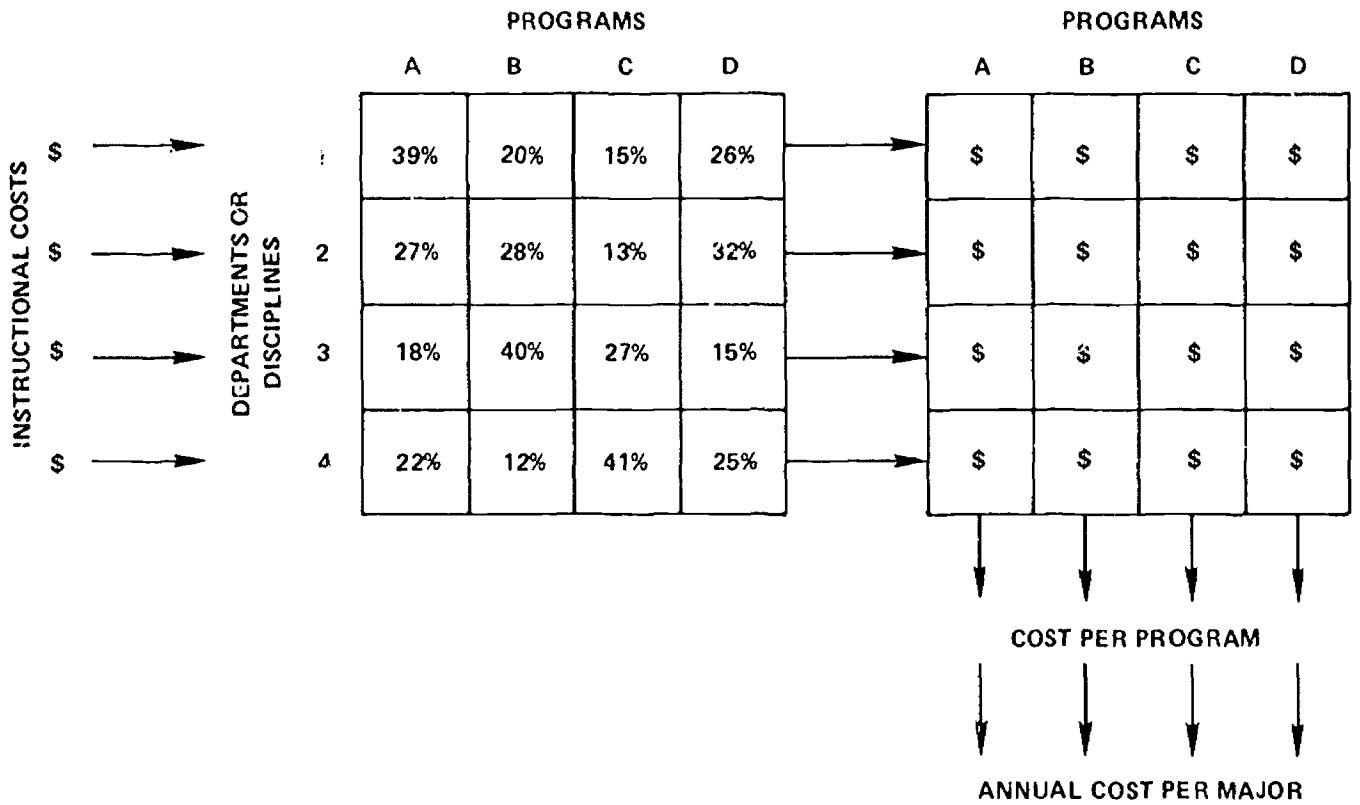 PROGRAMS PROGRAMS
A B C D A B C D
INSTRUCTIONAL COSTS
DEPARTMENTS OR
DISCIPLINES
$ 39% 20% 15% 26% $ $ $ $
$ 2 27% 28% 13% 32% $ $ $ $
$ 3 18% 40% 27% 15% $ $ $ $
$ 4 22% 12% 41% 25% $ $ $ $
COST PER PROGRAM
ANNUAL COST PER MAJOR